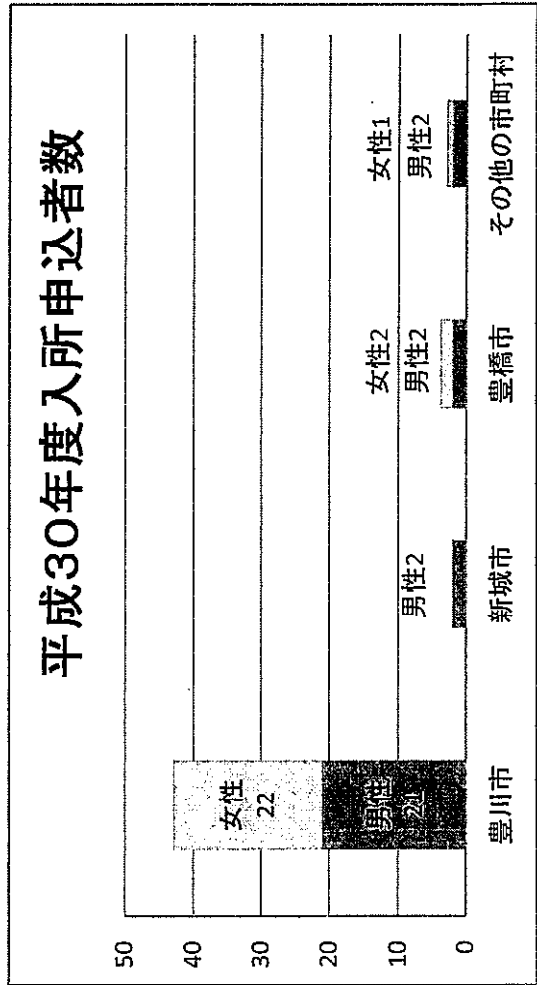 平成30年度入所申込者数
50
40
30
20
10
0
女性
22
男性
21
男性2
女性2
男性2
女性1
男性2
豊川市
新城市
豊橋市
その他の市町村